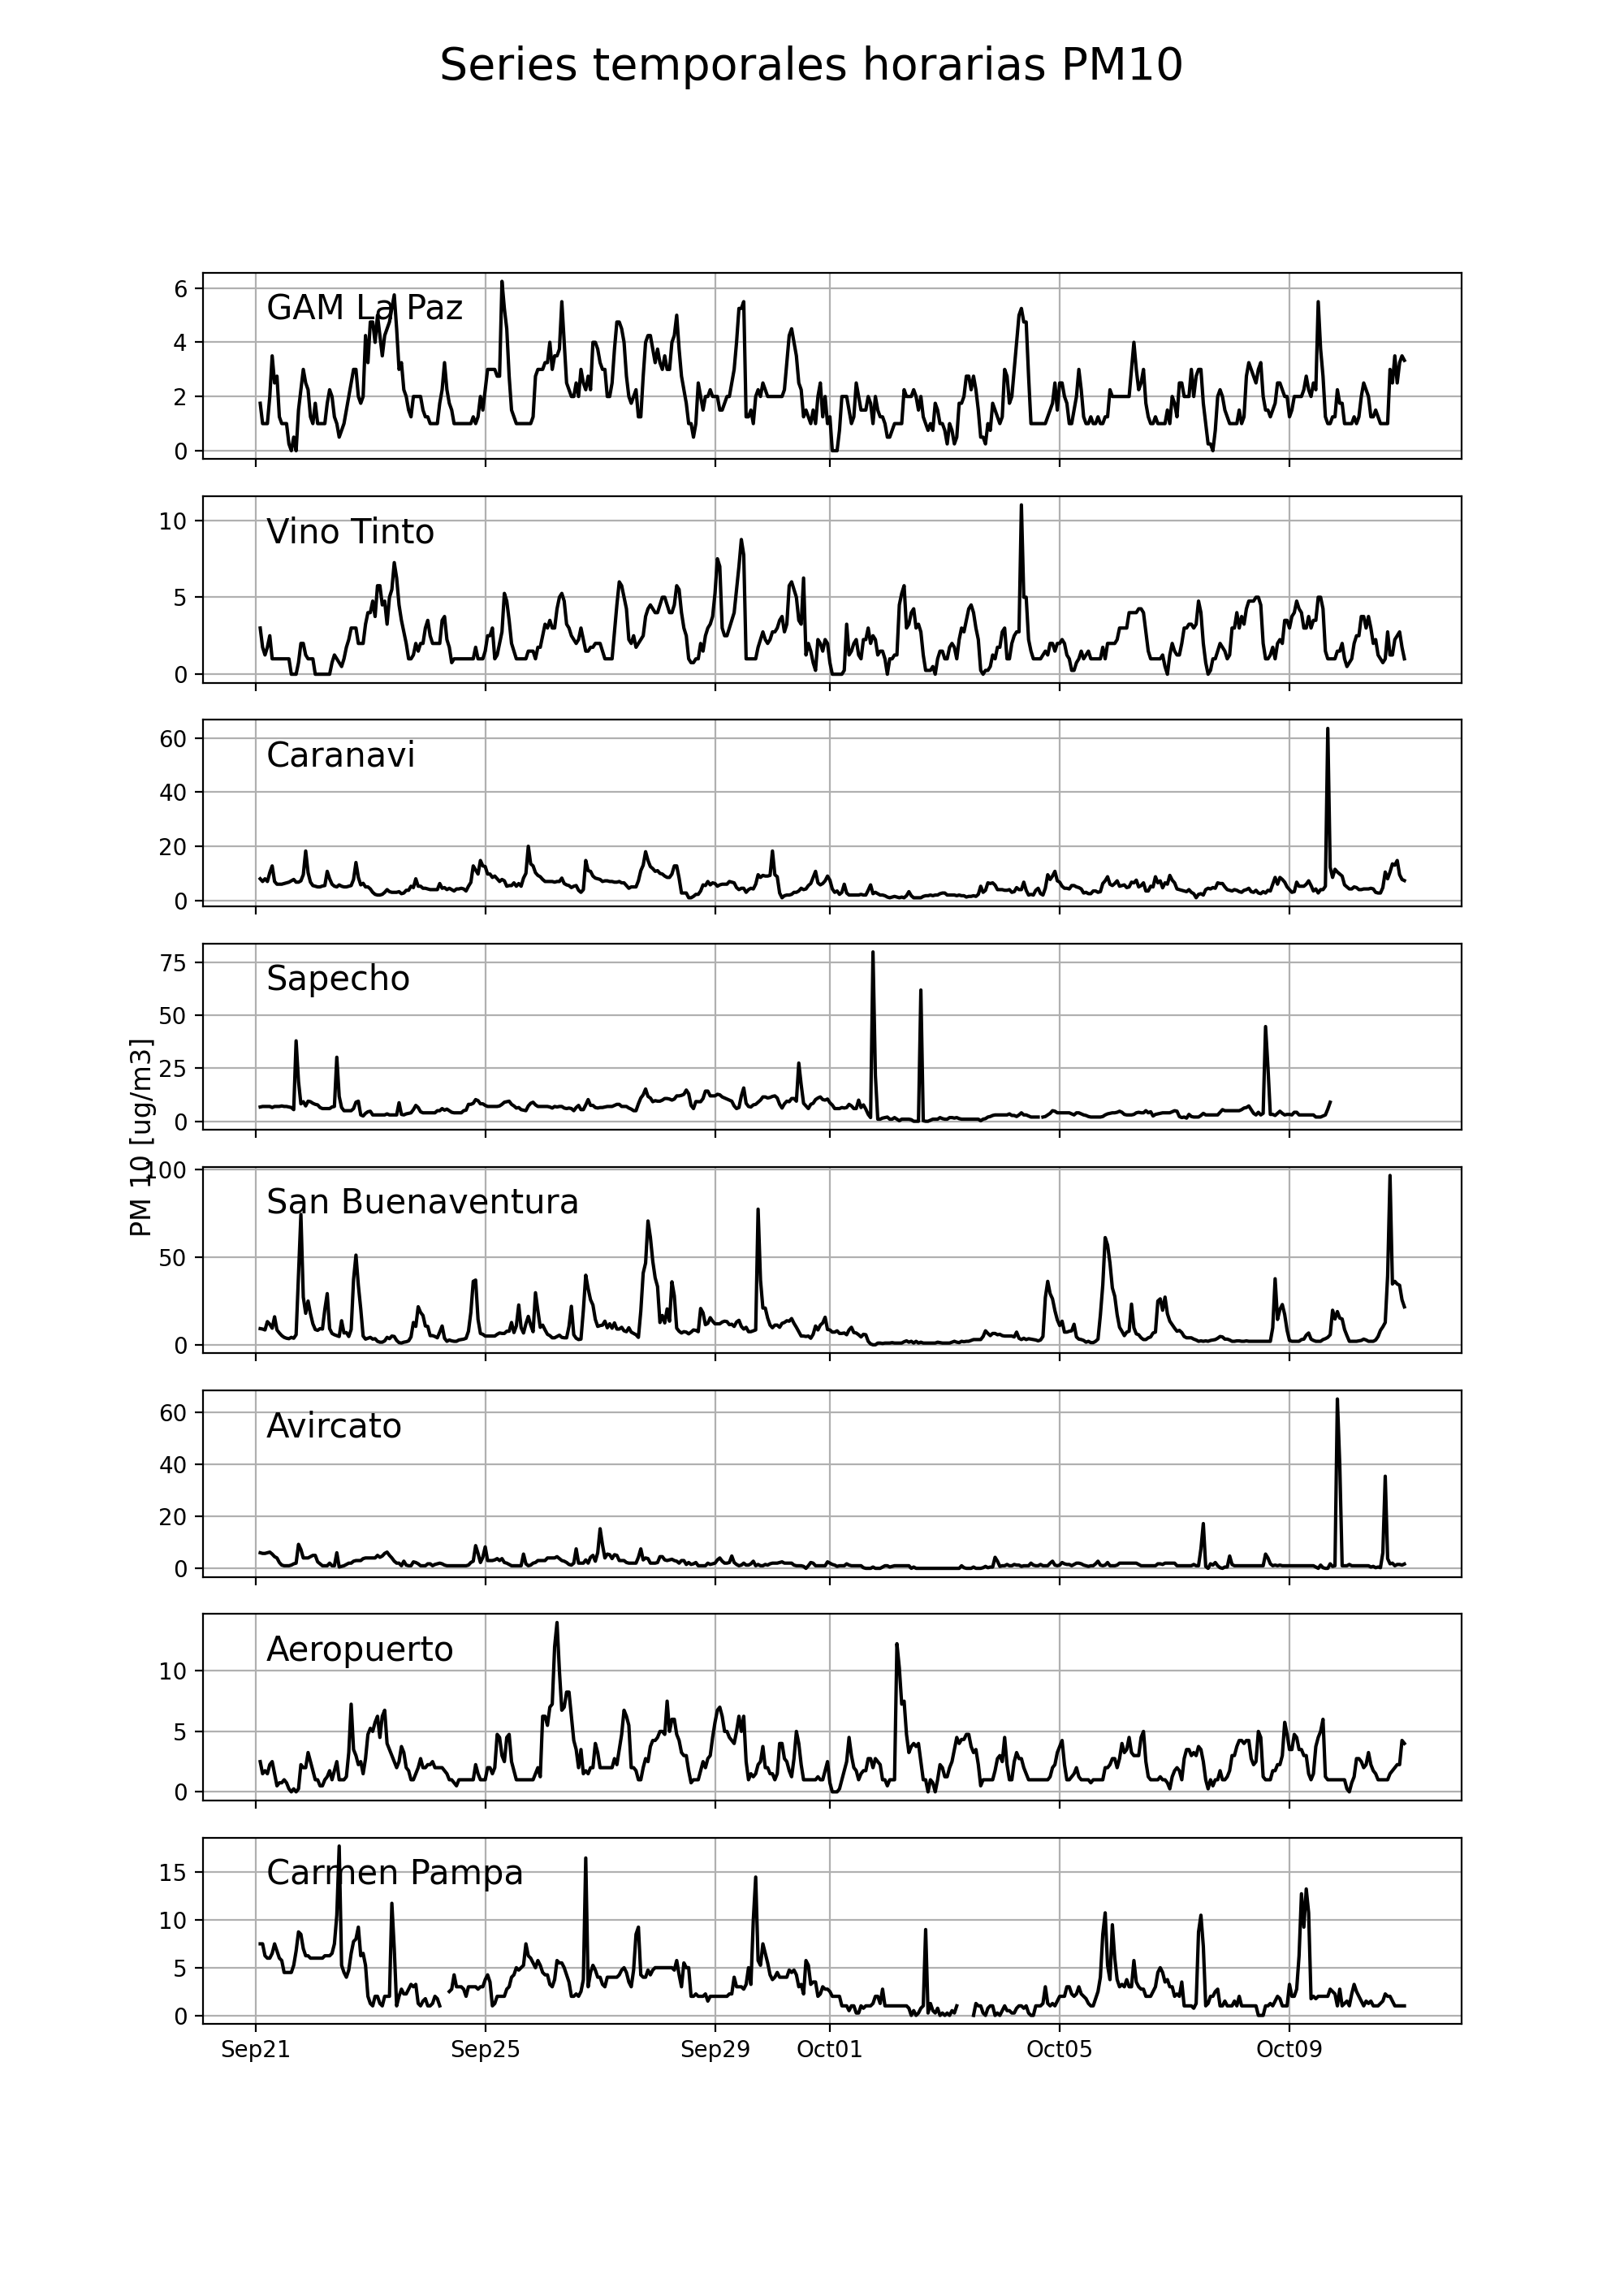 Series temporales horarias PM10
PM 10 [ug/m3]
GAM La Paz
6
4
2
0
Vino Tinto
10
5
0
Caranavi
60
40
20
0
Sapecho
75
50
25
0
San Buenaventura
100
50
0
Avircato
60
40
20
0
Aeropuerto
10
5
0
Carmen Pampa
15
10
5
0
Sep21 Sep25 Sep29 Oct01 Oct05 Oct09